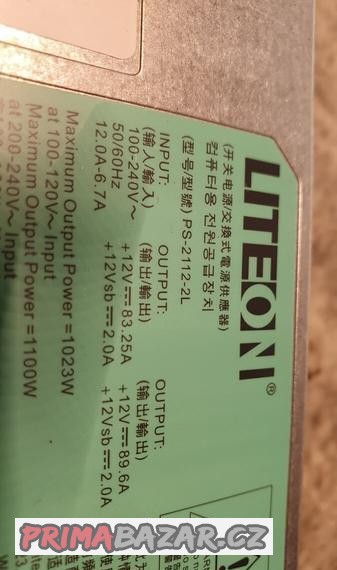 LITEON®
(开关电源/交換式電源供應器)
컴퓨터용 전원공급장치
(型号/型號) PS-2112-2L
INPUT: OUTPUT: OUTPUT:
(输入/輸入) (输出/輸出) (输出/輸出)
100-240V~ +12V⎓83.25A +12V⎓89.6A
50/60Hz +12Vsb⎓2.0A +12Vsb⎓2.0A
12.0A-6.7A
Maximum Output Power =1023W
at 100-120V~ Input
Maximum Output Power =1100W
at 200-240V~ Input
PRIMABAZAR.CZ